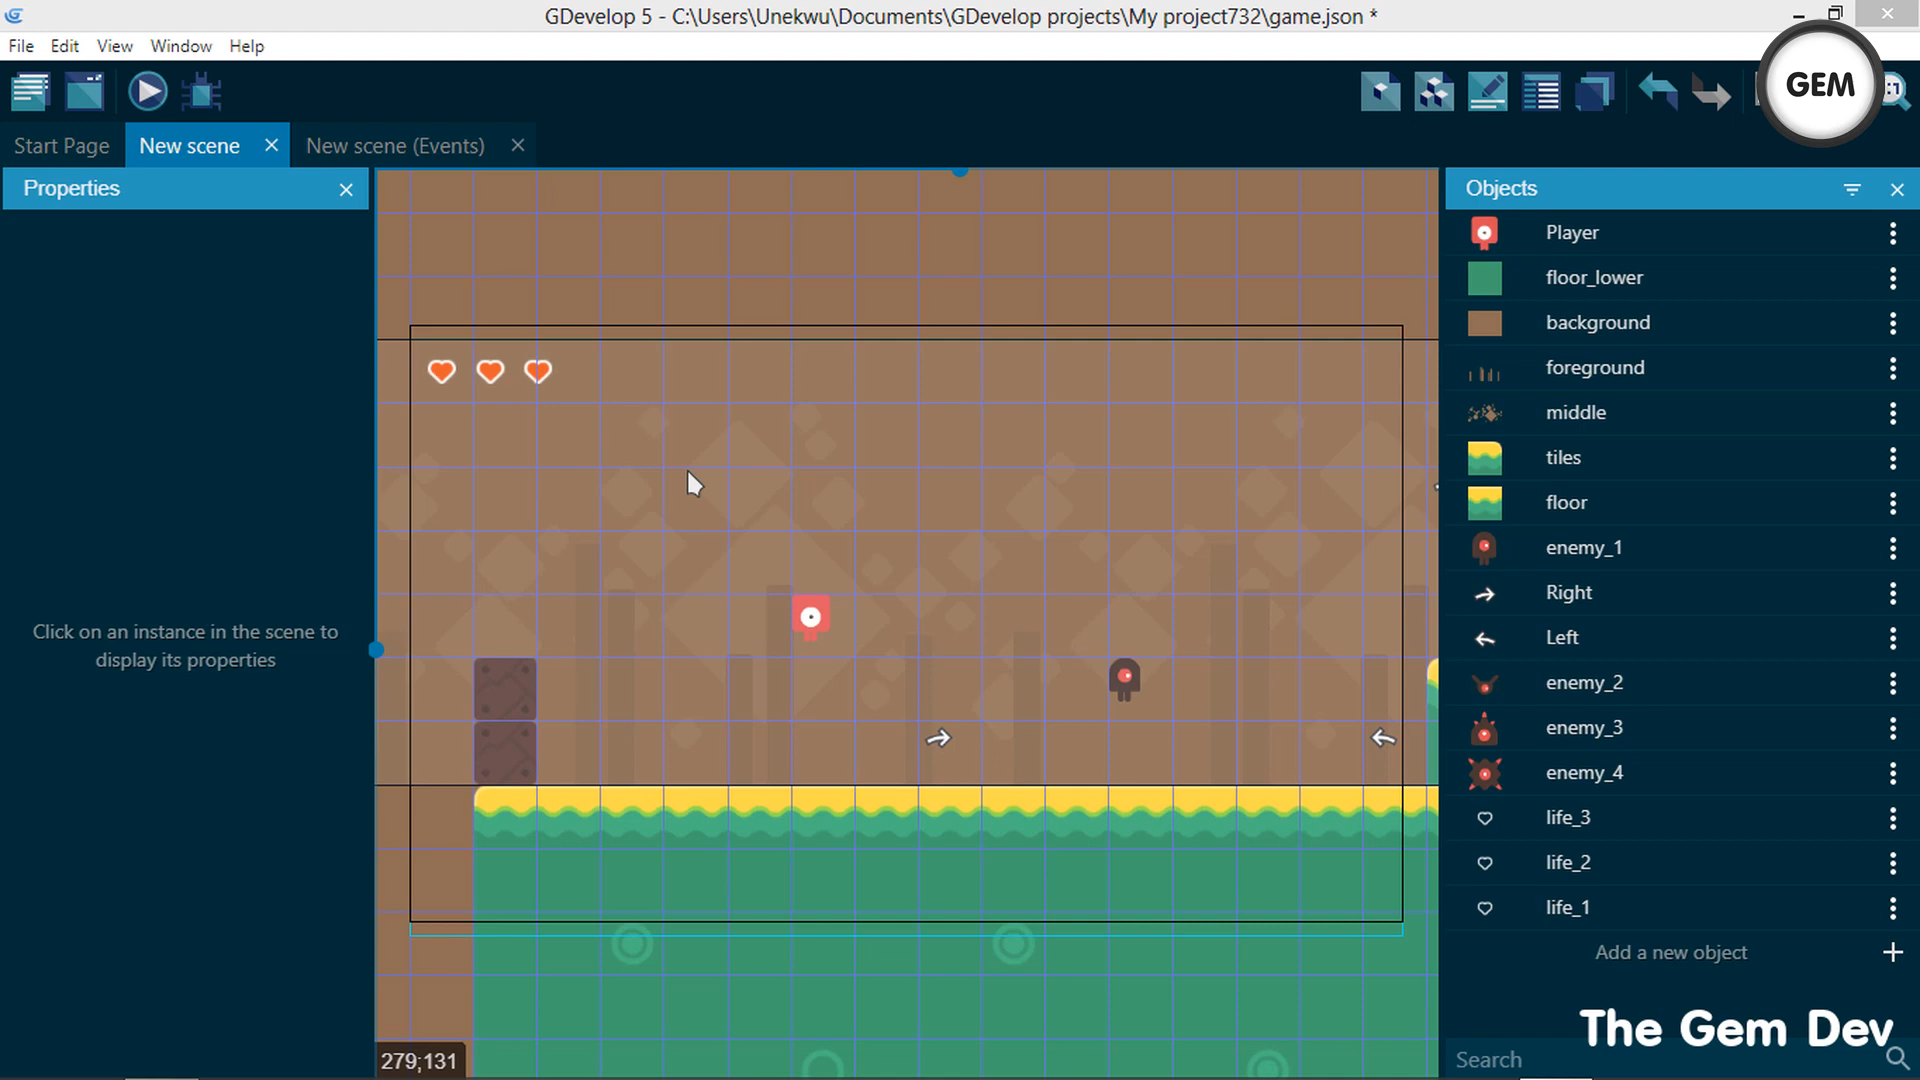 GDevelop 5 - C:\Users\Unekwu\Documents\GDevelop projects\My project732\game.json *
File Edit View Window Help
GEM
:1
Start Page New scene New scene (Events)
Properties
Objects
Player
floor_lower
background
foreground
middle
tiles
floor
enemy_1
Right
Left
enemy_2
enemy_3
enemy_4
life_3
life_2
life_1
Click on an instance in the scene to
display its properties
Add a new object
The Gem Dev
279;131
Search